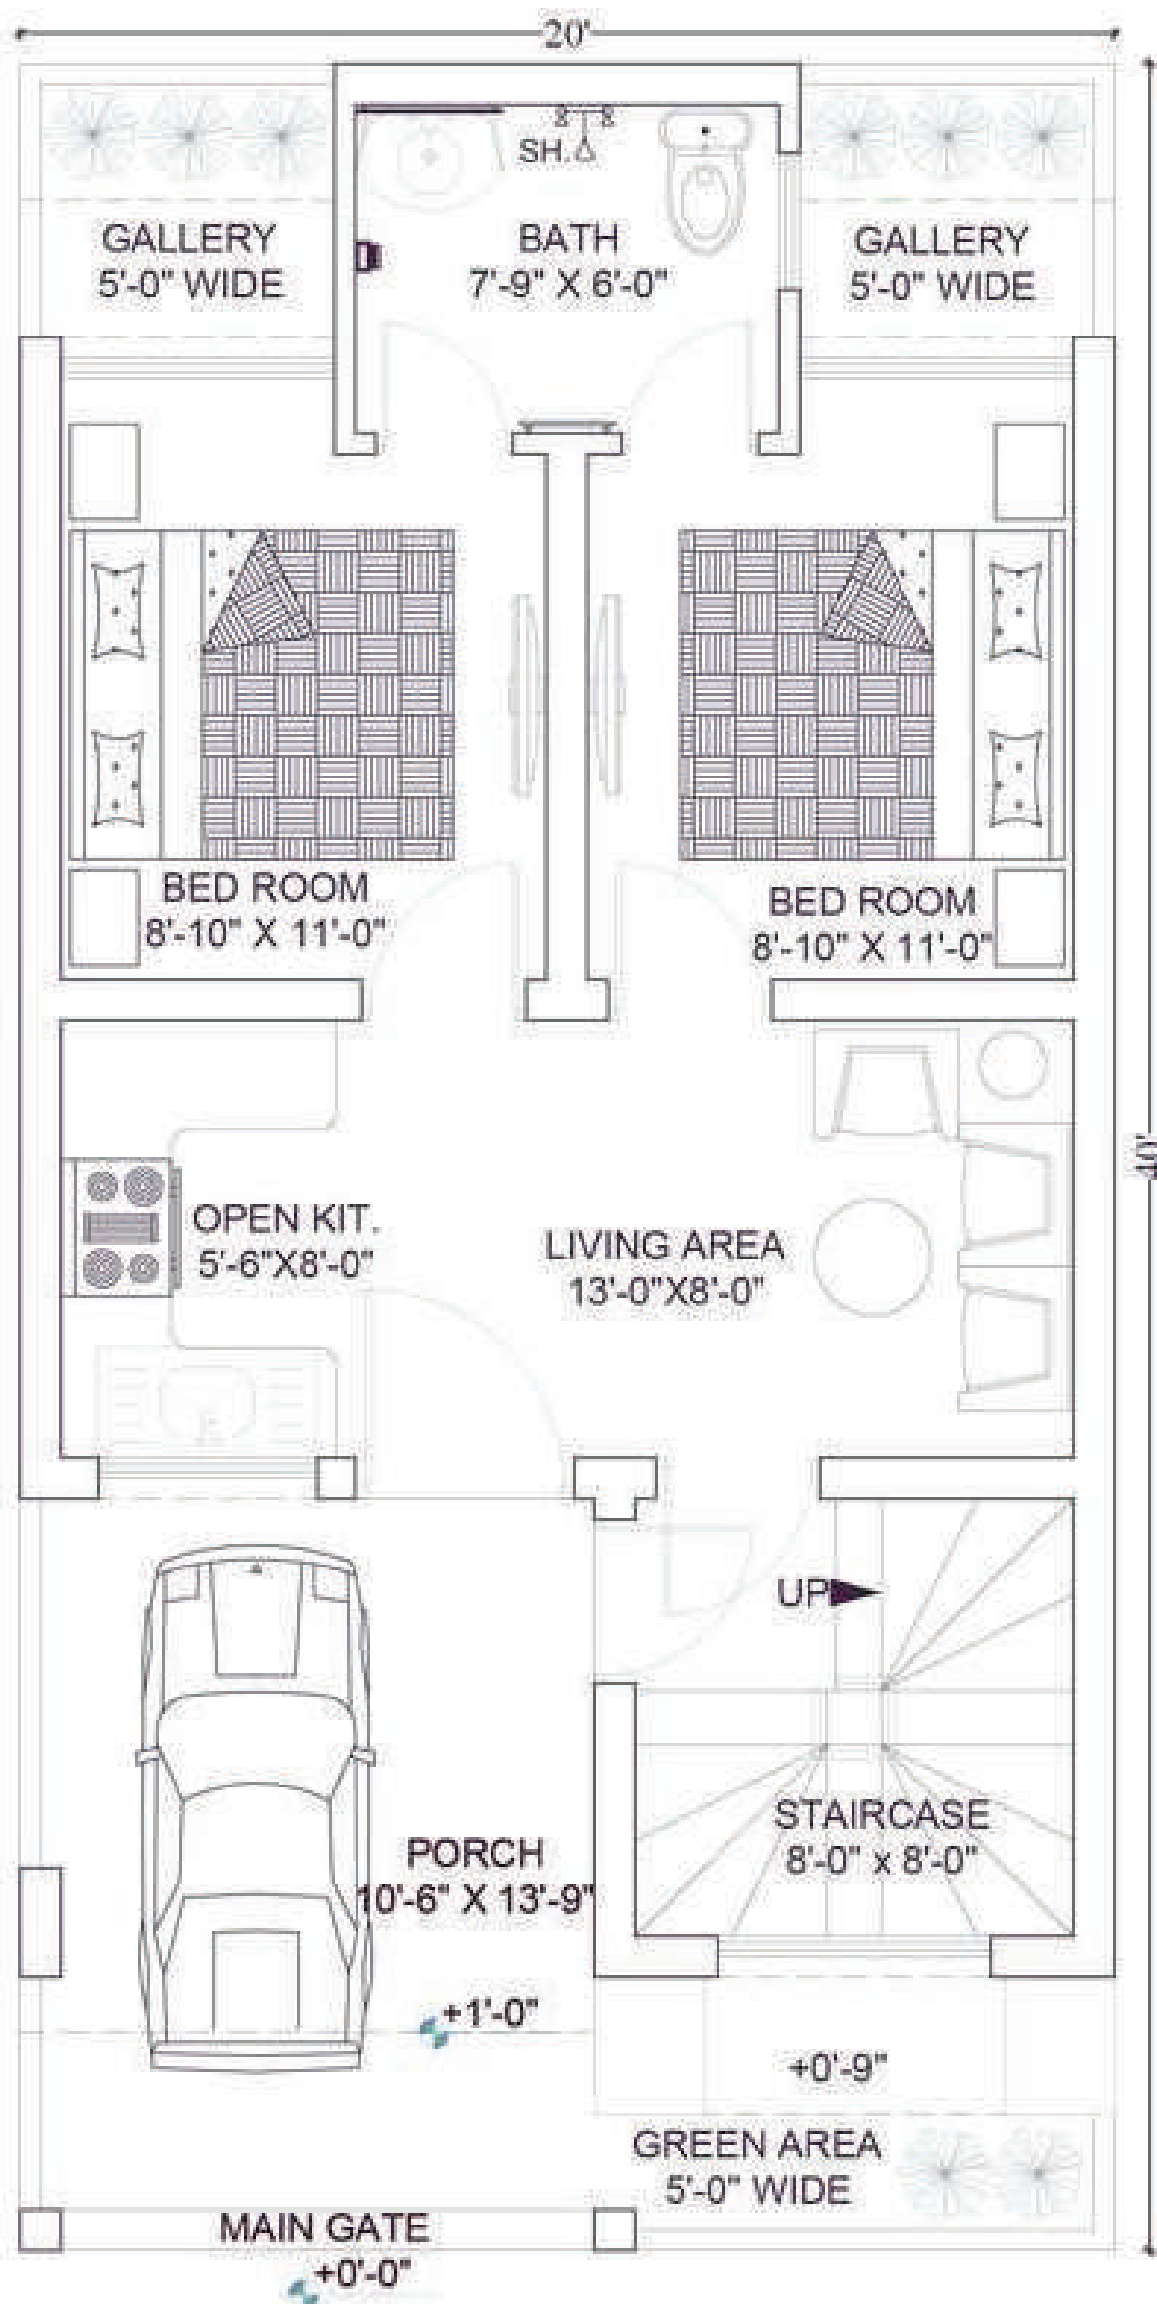 20'
SH.
GALLERY
5'-0" WIDE
BATH
7'-9" X 6'-0"
GALLERY
5'-0" WIDE
BED ROOM
8'-10" X 11'-0"
BED ROOM
8'-10" X 11'-0"
40'
OPEN KIT.
5'-6"X8'-0"
LIVING AREA
13'-0"X8'-0"
UP
STAIRCASE
8'-0" x 8'-0"
PORCH
10'-6" X 13'-9"
+1'-0"
+0'-9"
GREEN AREA
5'-0" WIDE
MAIN GATE
+0'-0"